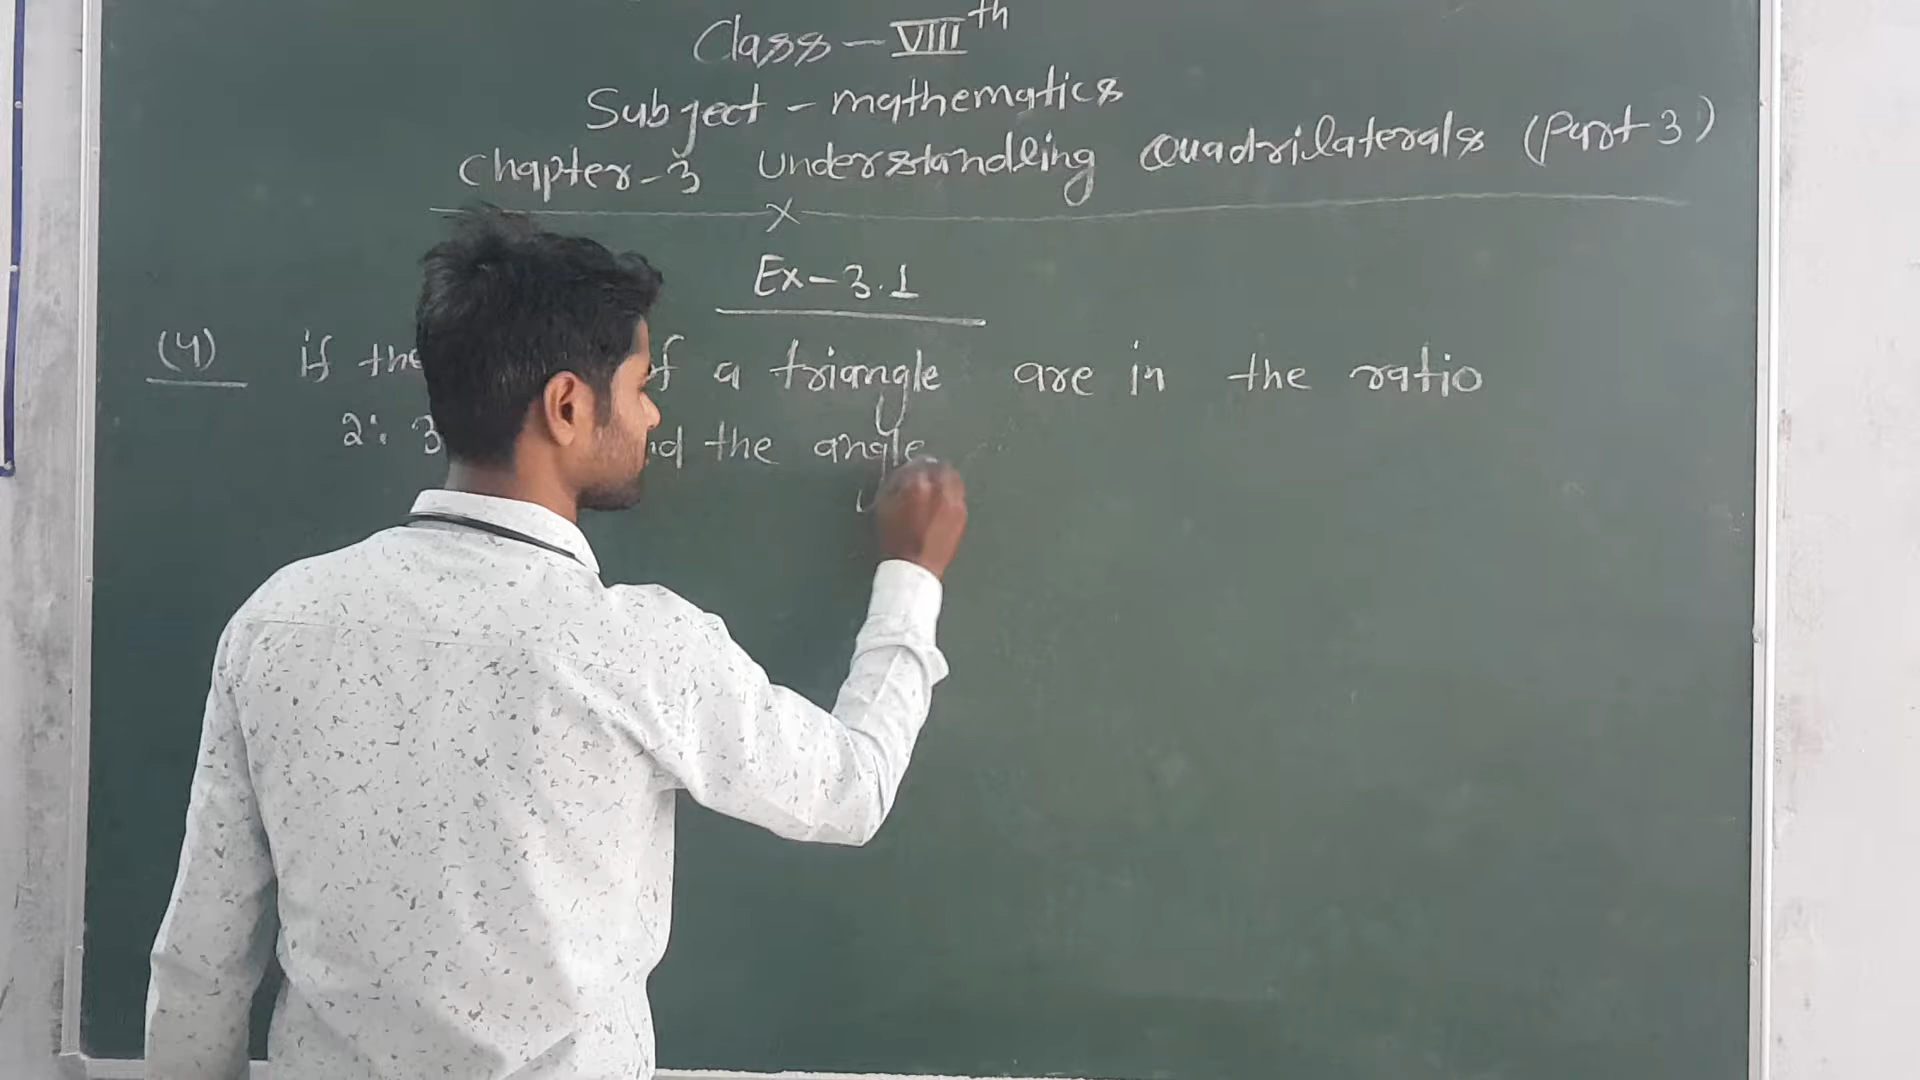 Class - VIII th
Subject - mathematics
Chapter-3 Understanding Quadrilaterals (Part 3)
x
Ex-3.1
(4) if the of a triangle are in the ratio
2: 3 the angle